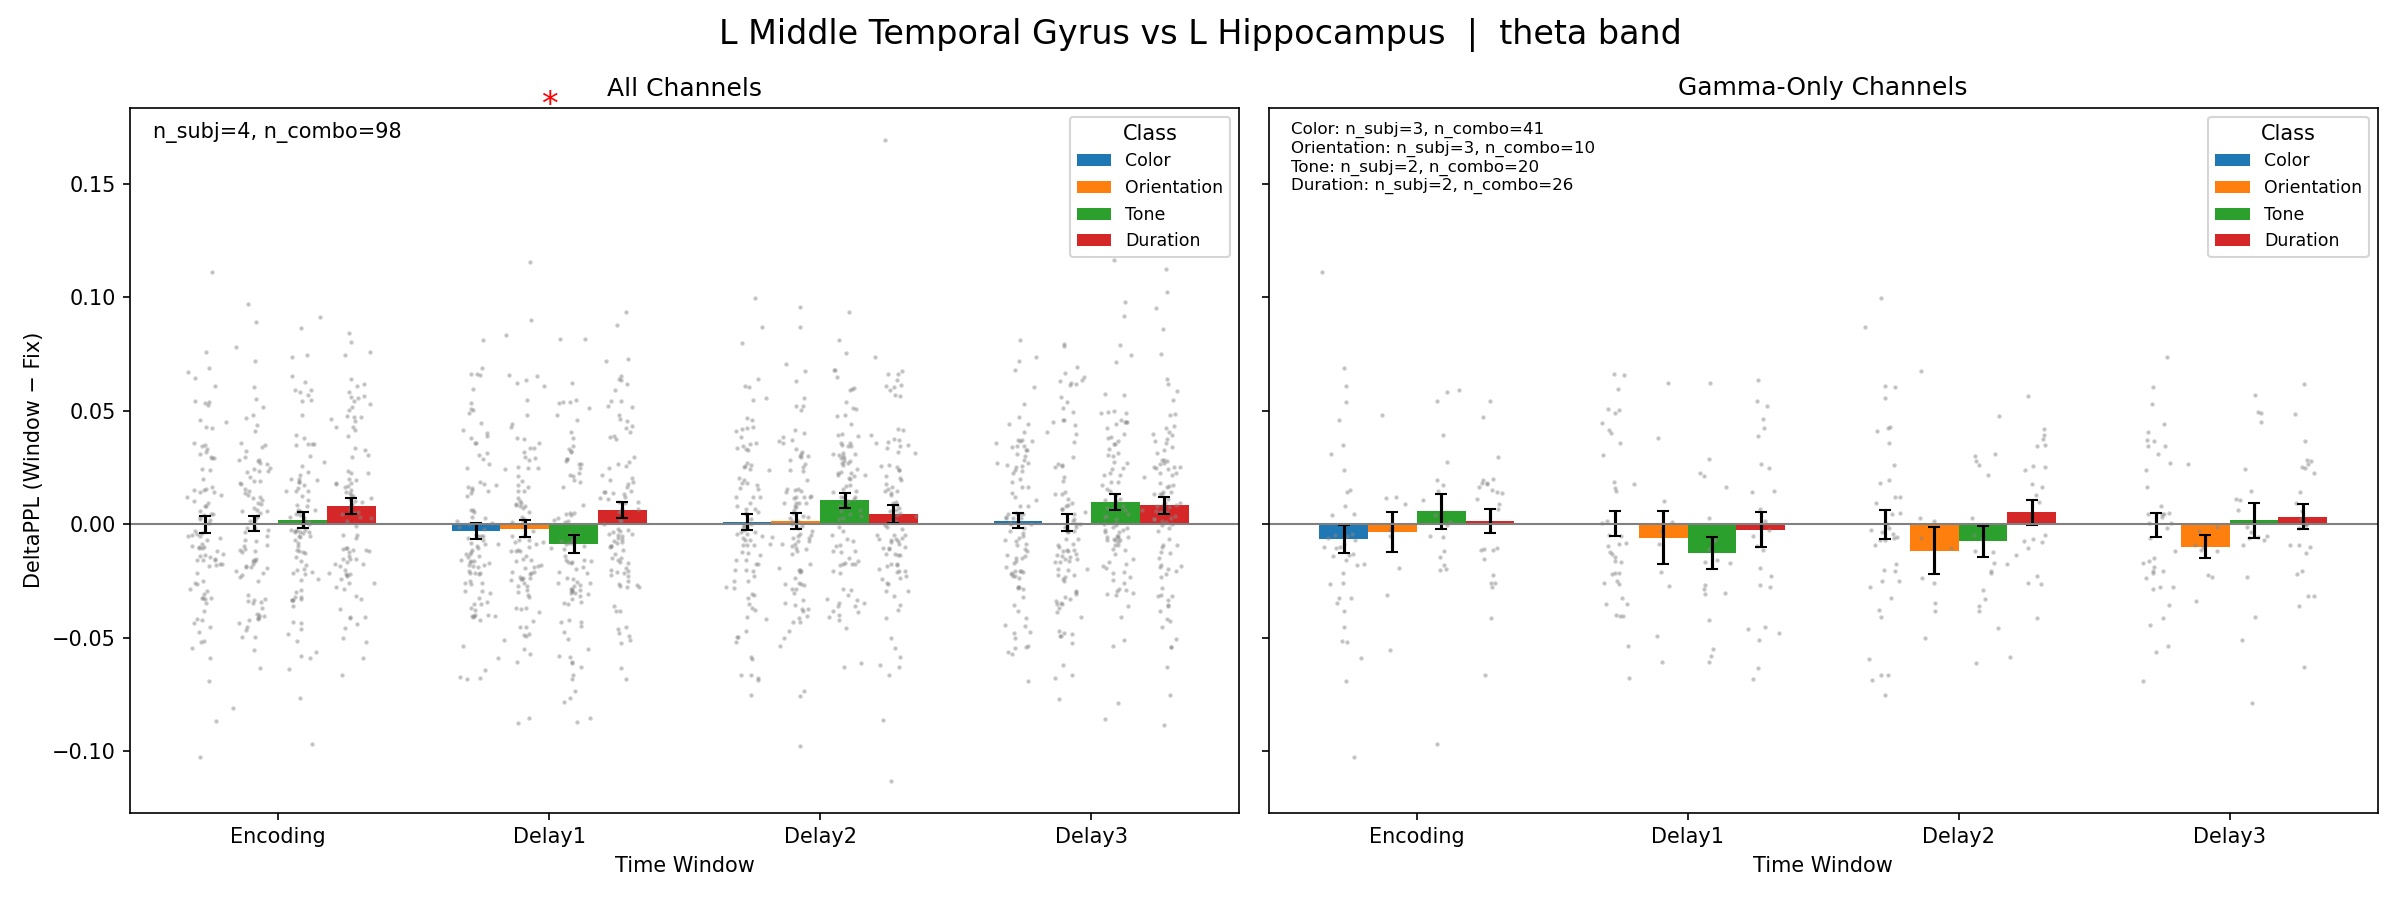 L Middle Temporal Gyrus vs L Hippocampus | theta band
All Channels
*
n_subj=4, n_combo=98
Class
Color
Orientation
Tone
Duration
DeltaPPL (Window − Fix)
0.15
0.10
0.05
0.00
−0.05
−0.10
Encoding
Delay1
Delay2
Delay3
Time Window
Gamma-Only Channels
Color: n_subj=3, n_combo=41
Orientation: n_subj=3, n_combo=10
Tone: n_subj=2, n_combo=20
Duration: n_subj=2, n_combo=26
Class
Color
Orientation
Tone
Duration
Encoding
Delay1
Delay2
Delay3
Time Window